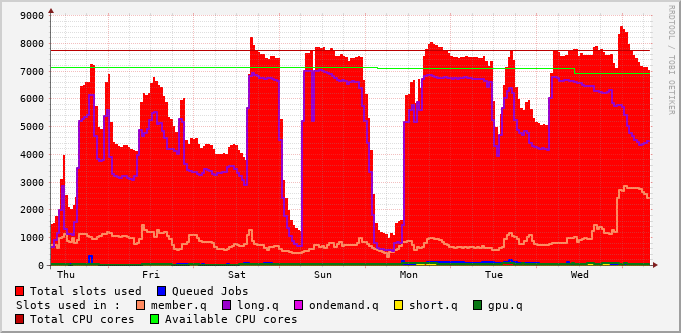 9000
8000
7000
6000
5000
4000
3000
2000
1000
0
Thu Fri Sat Sun Mon Tue Wed
RRDTOOL / TOBI OETIKER
Total slots used Queued Jobs
Slots used in : member.q long.q ondemand.q short.q gpu.q
Total CPU cores Available CPU cores